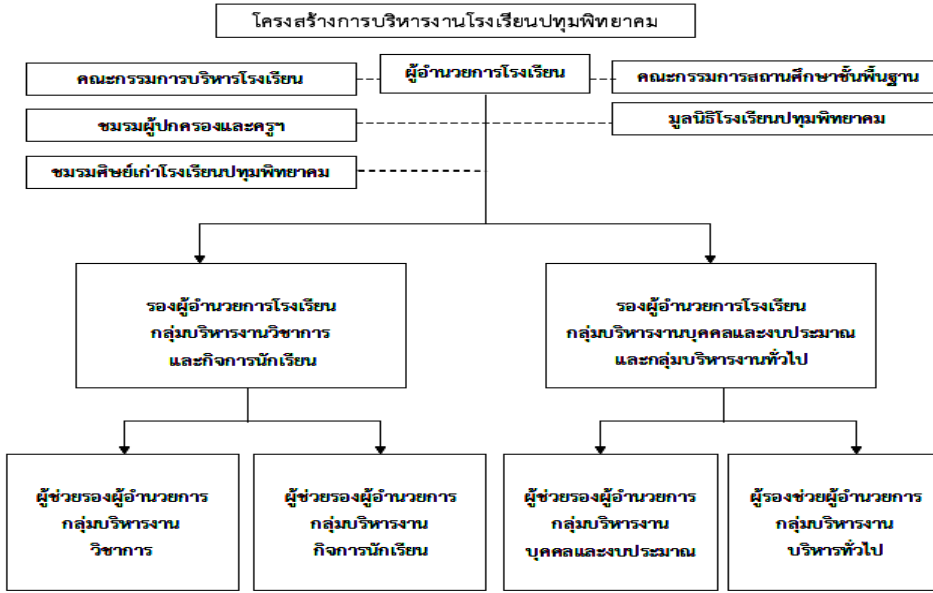 โครงสร้างการบริหารงานโรงเรียนปทุมพิทยาคม
คณะกรรมการบริหารโรงเรียน
ผู้อำนวยการโรงเรียน
คณะกรรมการสถานศึกษาชั้นพื้นฐาน
ชมรมผู้ปกครองและครูฯ
มูลนิธิโรงเรียนปทุมพิทยาคม
ชมรมศิษย์เก่าโรงเรียนปทุมพิทยาคม
รองผู้อำนวยการโรงเรียน
กลุ่มบริหารงานวิชาการ
และกิจการนักเรียน
รองผู้อำนวยการโรงเรียน
กลุ่มบริหารงานบุคคลและงบประมาณ
และกลุ่มบริหารงานทั่วไป
ผู้ช่วยรองผู้อำนวยการ
กลุ่มบริหารงาน
วิชาการ
ผู้ช่วยรองผู้อำนวยการ
กลุ่มบริหารงาน
กิจการนักเรียน
ผู้ช่วยรองผู้อำนวยการ
กลุ่มบริหารงาน
บุคคลและงบประมาณ
ผู้รองช่วยผู้อำนวยการ
กลุ่มบริหารงาน
บริหารทั่วไป